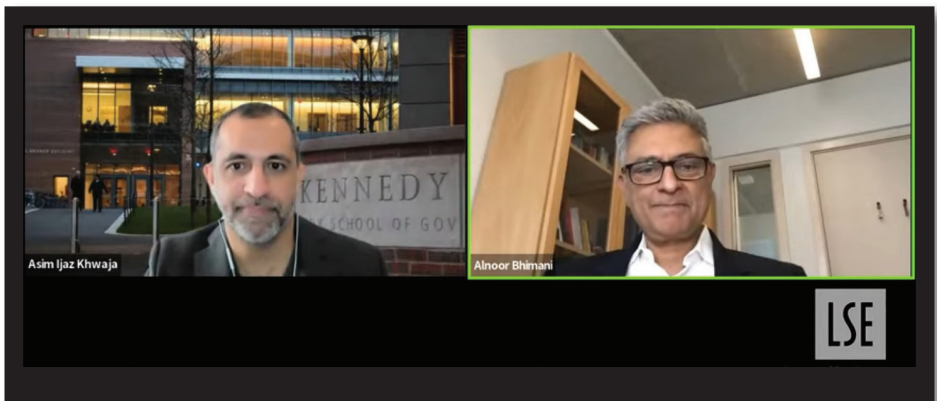 KENNEDY
SCHOOL OF GOV
Asim Ijaz Khwaja
Alnoor Bhimani
LSE